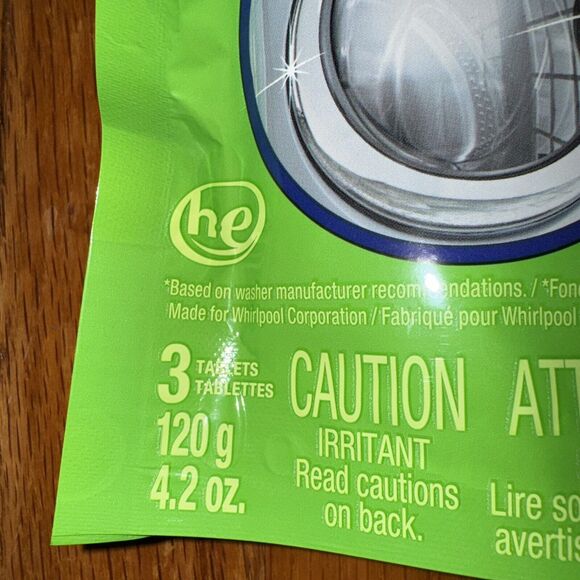 he
*Based on washer manufacturer recommendations. / *Fon
Made for Whirlpool Corporation / Fabriqué pour Whirlpool
3 TABLETS
TABLETTES
120 g
4.2 oz.
CAUTION
IRRITANT
Read cautions
on back.
ATT
Lire so
avertis